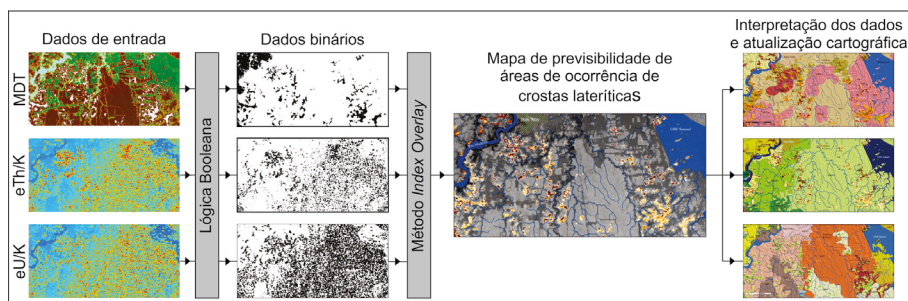 Dados de entrada
Dados binários
Mapa de previsibilidade de
áreas de ocorrência de
crostas lateríticas
Interpretação dos dados
e atualização cartográfica
MDT
eTh/K
eU/K
Lógica Booleana
Método Index Overlay